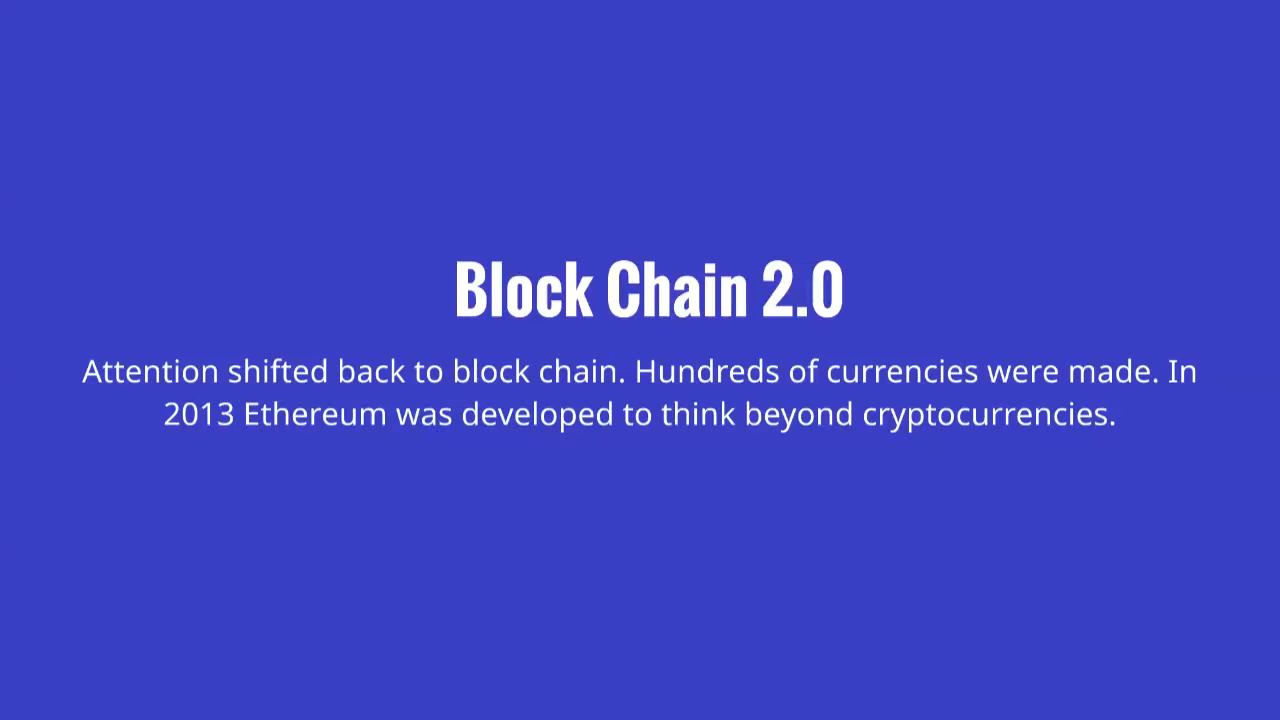 Block Chain 2.0
Attention shifted back to block chain. Hundreds of currencies were made. In
2013 Ethereum was developed to think beyond cryptocurrencies.